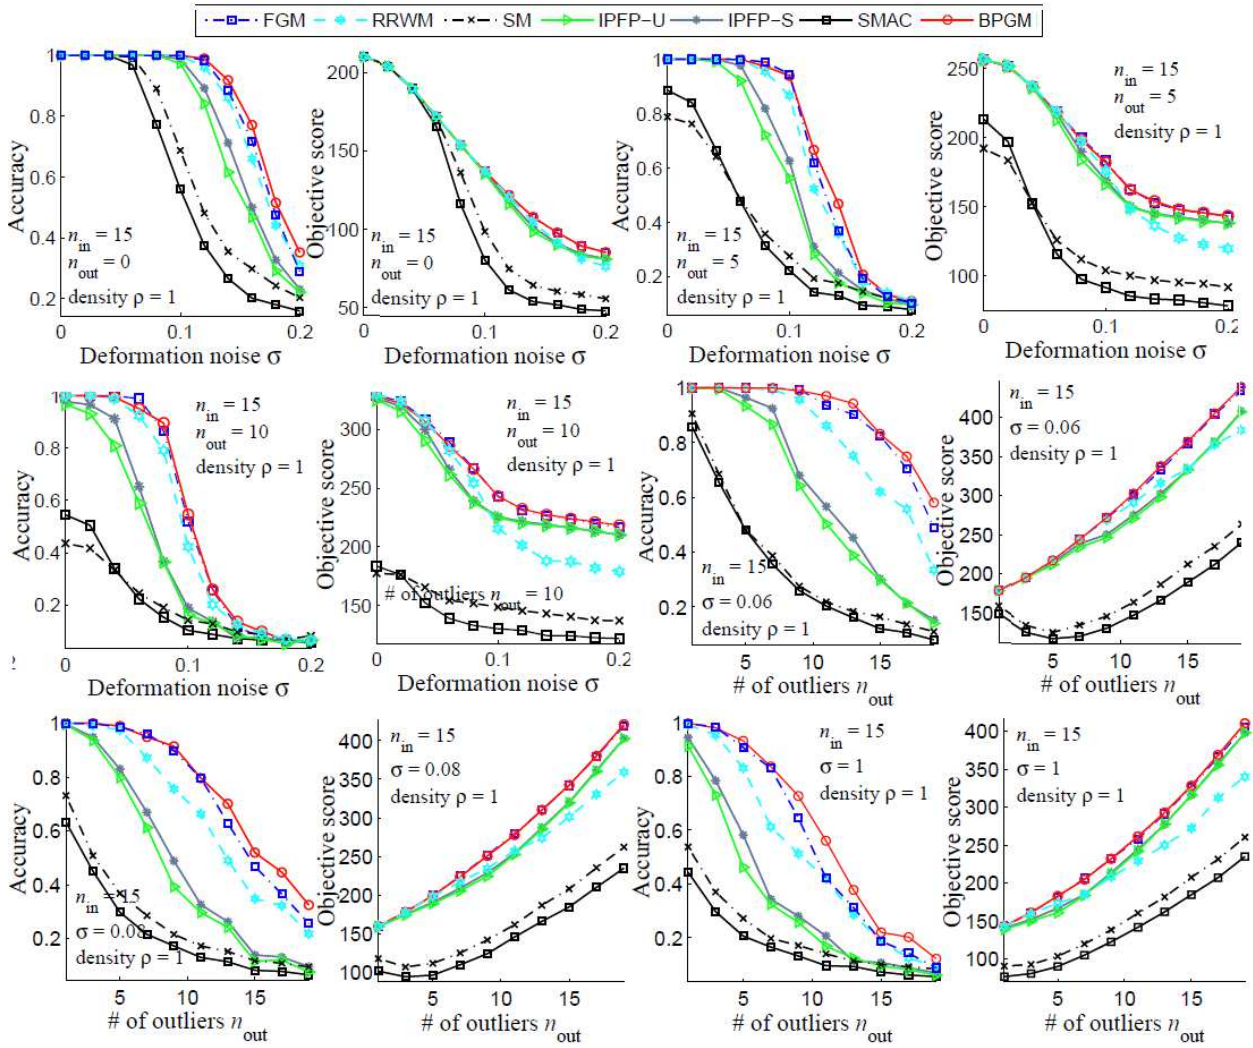 FGM RRWM SM IPFP-U IPFP-S SMAC BPGM
1
0.8
0.6
0.4
0.2
Accuracy
n_in = 15
n_out = 0
density ρ = 1
0 0.1 0.2
Deformation noise σ
200
150
100
50
Objective score
n_in = 15
n_out = 0
density ρ = 1
0 0.1 0.2
Deformation noise σ
1
0.8
0.6
0.4
0.2
Accuracy
n_in = 15
n_out = 5
density ρ = 1
0 0.1 0.2
Deformation noise σ
250
200
150
100
Objective score
n_in = 15
n_out = 5
density ρ = 1
0 0.1 0.2
Deformation noise σ
1
0.8
0.6
0.4
0.2
Accuracy
n_in = 15
n_out = 10
density ρ = 1
0 0.1 0.2
Deformation noise σ
300
250
200
150
Objective score
n_in = 15
n_out = 10
density ρ = 1
# of outliers n_out = 10
0 0.1 0.2
Deformation noise σ
1
0.8
0.6
0.4
0.2
Accuracy
n_in = 15
σ = 0.06
density ρ = 1
5 10 15
# of outliers n_out
400
350
300
250
200
150
Objective score
n_in = 15
σ = 0.06
density ρ = 1
5 10 15
# of outliers n_out
1
0.8
0.6
0.4
0.2
Accuracy
n_in = 15
σ = 0.08
density ρ = 1
5 10 15
# of outliers n_out
400
350
300
250
200
150
100
Objective score
n_in = 15
σ = 0.08
density ρ = 1
5 10 15
# of outliers n_out
1
0.8
0.6
0.4
0.2
Accuracy
n_in = 15
σ = 1
density ρ = 1
5 10 15
# of outliers n_out
400
350
300
250
200
150
100
Objective score
n_in = 15
σ = 1
density ρ = 1
5 10 15
# of outliers n_out